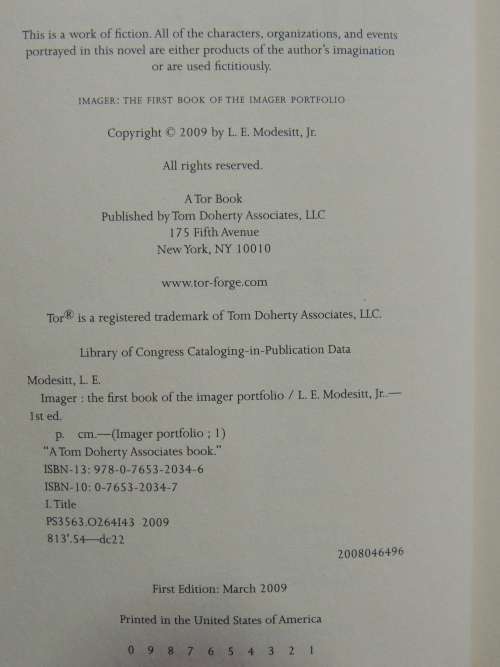 This is a work of fiction. All of the characters, organizations, and events
portrayed in this novel are either products of the author's imagination
or are used fictitiously.
IMAGER: THE FIRST BOOK OF THE IMAGER PORTFOLIO
Copyright © 2009 by L. E. Modesitt, Jr.
All rights reserved.
A Tor Book
Published by Tom Doherty Associates, LLC
175 Fifth Avenue
New York, NY 10010
www.tor-forge.com
Tor® is a registered trademark of Tom Doherty Associates, LLC.
Library of Congress Cataloging-in-Publication Data
Modesitt, L. E.
Imager : the first book of the imager portfolio / L. E. Modesitt, Jr.—
1st ed.
p. cm.—(Imager portfolio ; 1)
"A Tom Doherty Associates book."
ISBN-13: 978-0-7653-2034-6
ISBN-10: 0-7653-2034-7
I. Title
PS3563.O264I43 2009
813'.54—dc22
2008046496
First Edition: March 2009
Printed in the United States of America
0 9 8 7 6 5 4 3 2 1